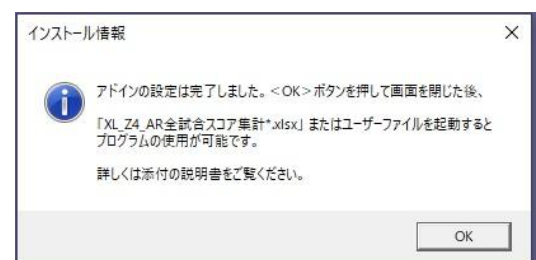 インストール情報
アドインの設定は完了しました。<OK>ボタンを押して画面を閉じた後、
「XL_Z4_AR全試合スコア集計*.xlsx」またはユーザーファイルを起動すると
プログラムの使用が可能です。
詳しくは添付の説明書をご覧ください。
OK